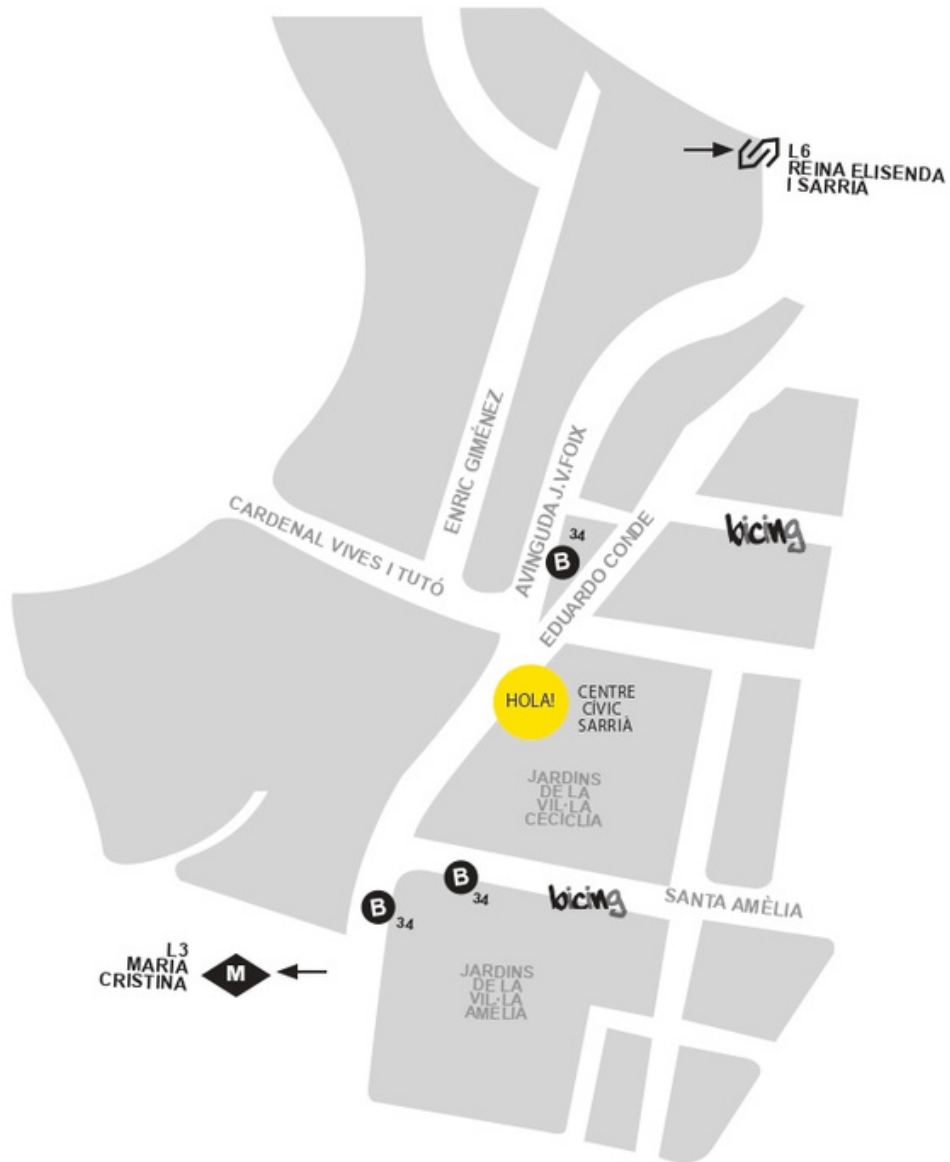 L6
REINA ELISENDA
I SARRIÀ
ENRIC GIMÉNEZ
AVINGUDA J.V.FOIX
CARDENAL VIVES I TUTÓ
34
B
EDUARDO CONDE
bicing
HOLA!
CENTRE
CÍVIC
SARRIÀ
JARDINS
DE LA
VIL·LA
CECICLIA
B
34
B
34
bicing
SANTA AMÈLIA
L3
MARIA
CRISTINA
M
JARDINS
DE LA
VIL·LA
AMÈLIA